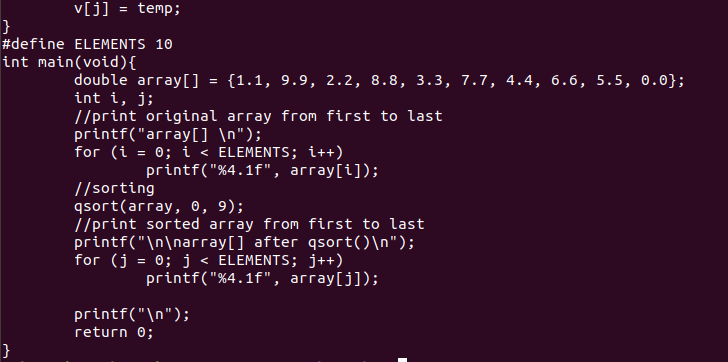 v[j] = temp;
}
#define ELEMENTS 10
int main(void){
        double array[] = {1.1, 9.9, 2.2, 8.8, 3.3, 7.7, 4.4, 6.6, 5.5, 0.0};
        int i, j;
        //print original array from first to last
        printf("array[] \n");
        for (i = 0; i < ELEMENTS; i++)
                printf("%4.1f", array[i]);
        //sorting
        qsort(array, 0, 9);
        //print sorted array from first to last
        printf("\n\narray[] after qsort()\n");
        for (j = 0; j < ELEMENTS; j++)
                printf("%4.1f", array[j]);

        printf("\n");
        return 0;
}